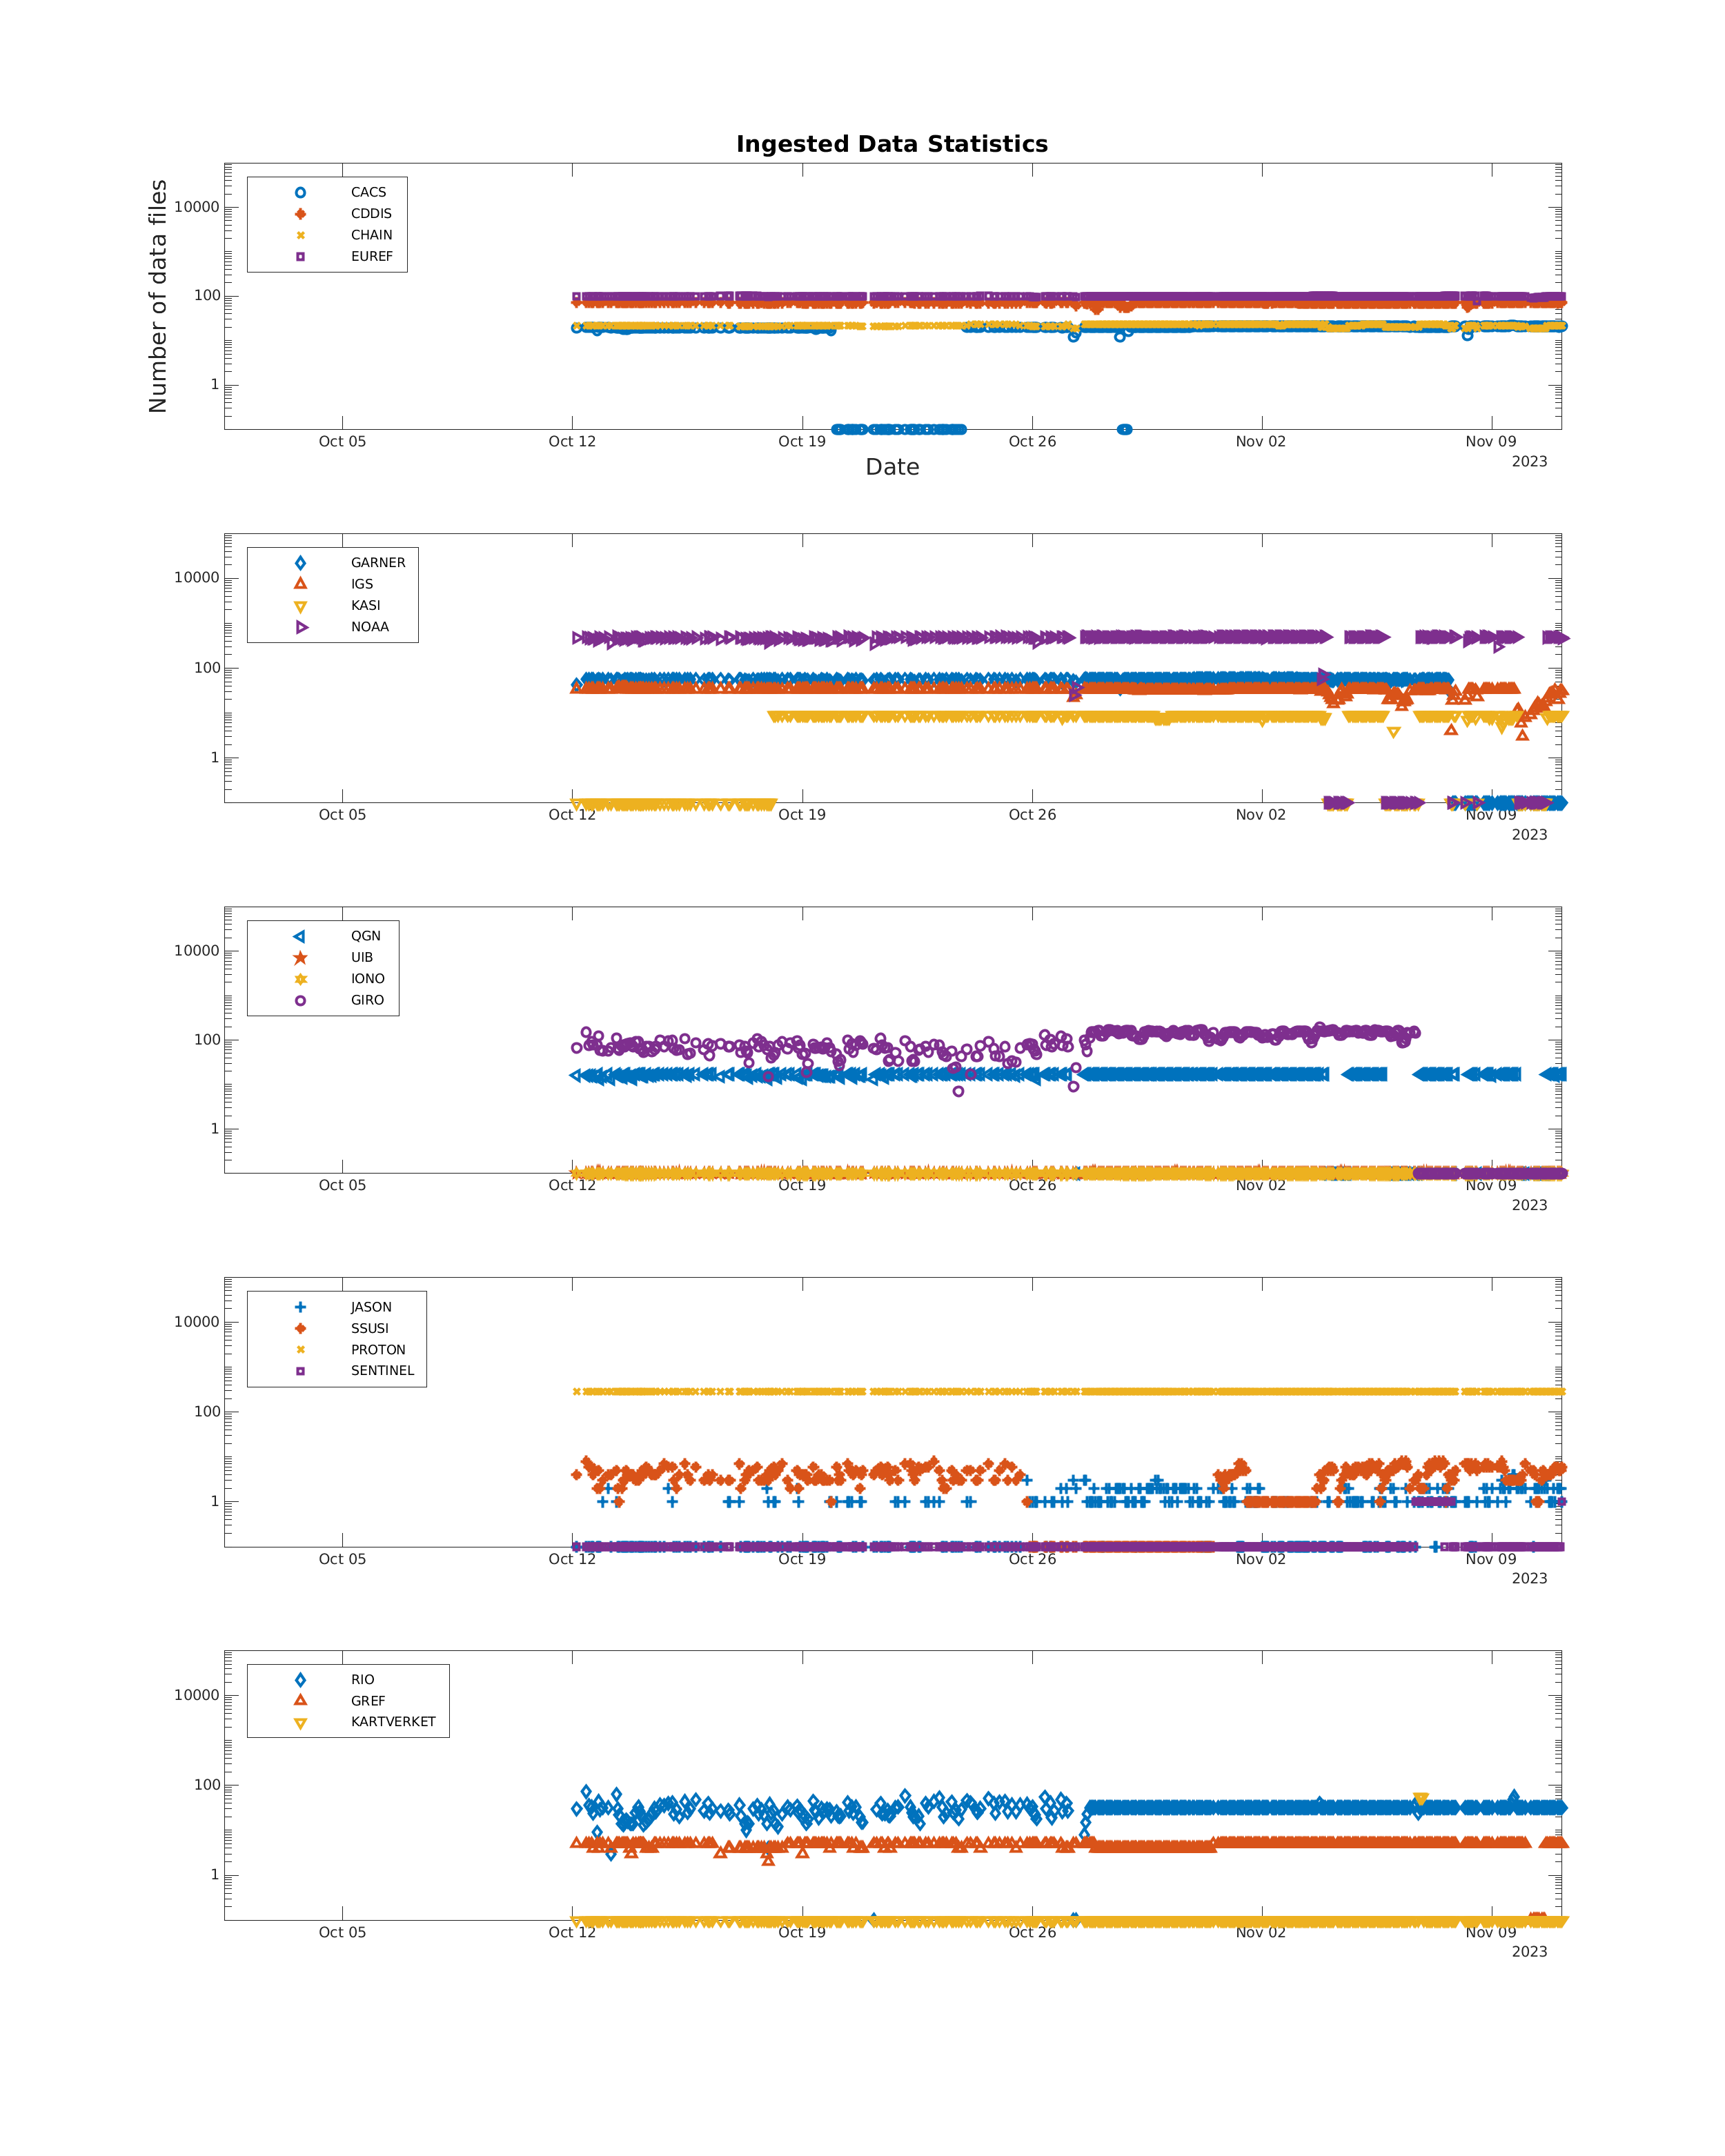 Ingested Data Statistics
Number of data files
CACS
CDDIS
CHAIN
EUREF
10000
100
1
Oct 05 Oct 12 Oct 19 Oct 26 Nov 02 Nov 09
2023
Date
GARNER
IGS
KASI
NOAA
10000
100
1
Oct 05 Oct 12 Oct 19 Oct 26 Nov 02 Nov 09
2023
QGN
UIB
IONO
GIRO
10000
100
1
Oct 05 Oct 12 Oct 19 Oct 26 Nov 02 Nov 09
2023
JASON
SSUSI
PROTON
SENTINEL
10000
100
1
Oct 05 Oct 12 Oct 19 Oct 26 Nov 02 Nov 09
2023
RIO
GREF
KARTVERKET
10000
100
1
Oct 05 Oct 12 Oct 19 Oct 26 Nov 02 Nov 09
2023